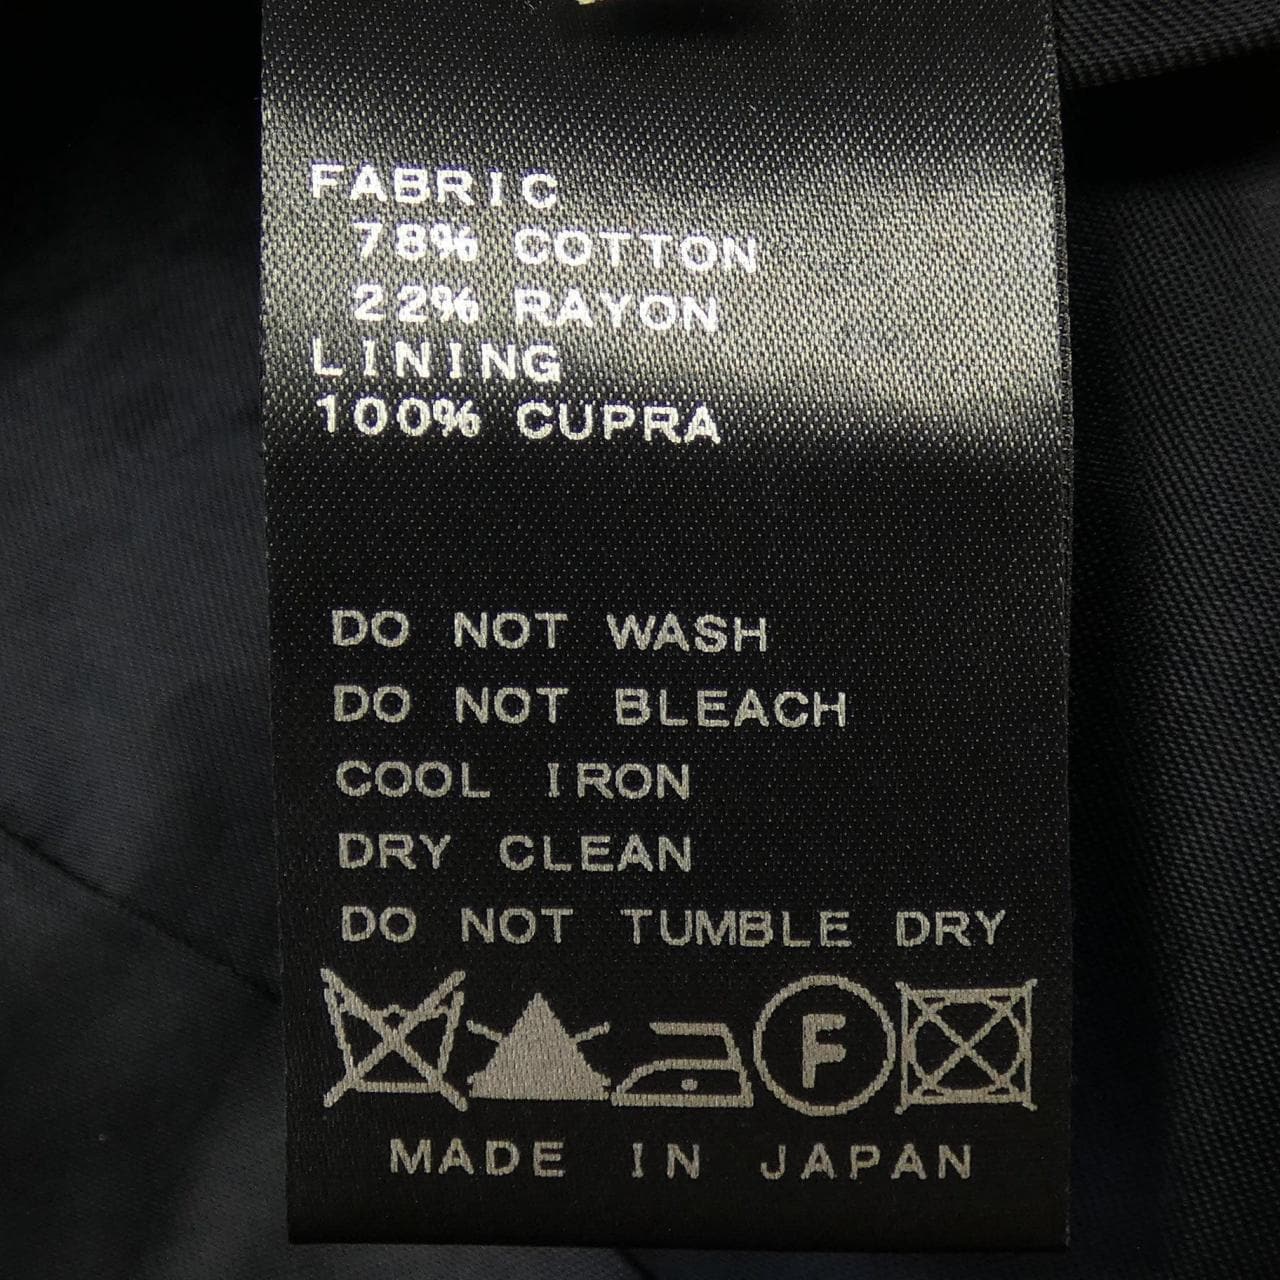 FABRIC
78% COTTON
22% RAYON
LINING
100% CUPRA
DO NOT WASH
DO NOT BLEACH
COOL IRON
DRY CLEAN
DO NOT TUMBLE DRY
F
MADE IN JAPAN